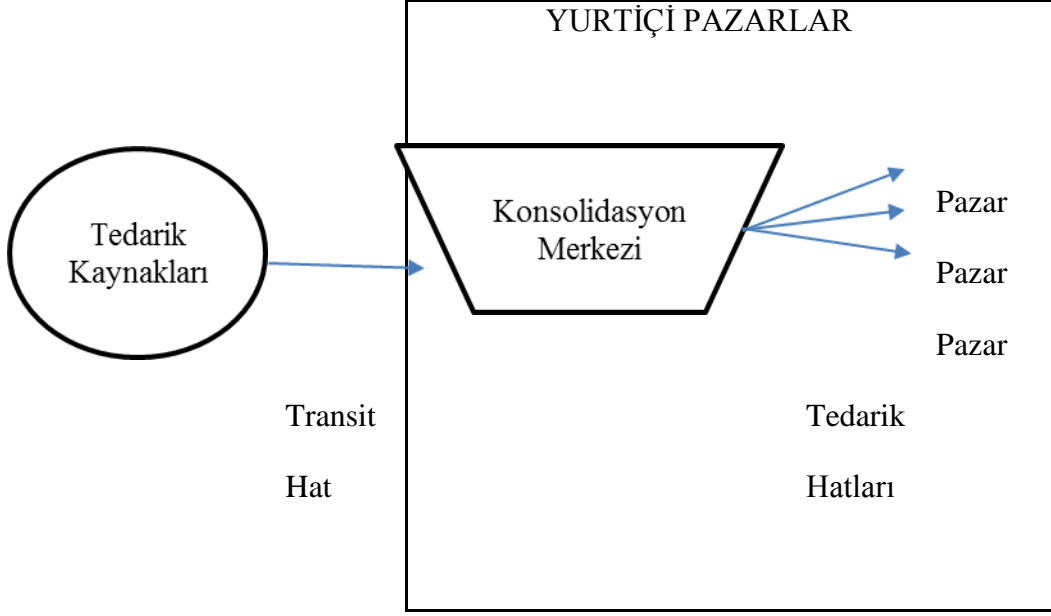 YURTİÇİ PAZARLAR
Tedarik
Kaynakları
Konsolidasyon
Merkezi
Pazar
Pazar
Pazar
Transit
Hat
Tedarik
Hatları